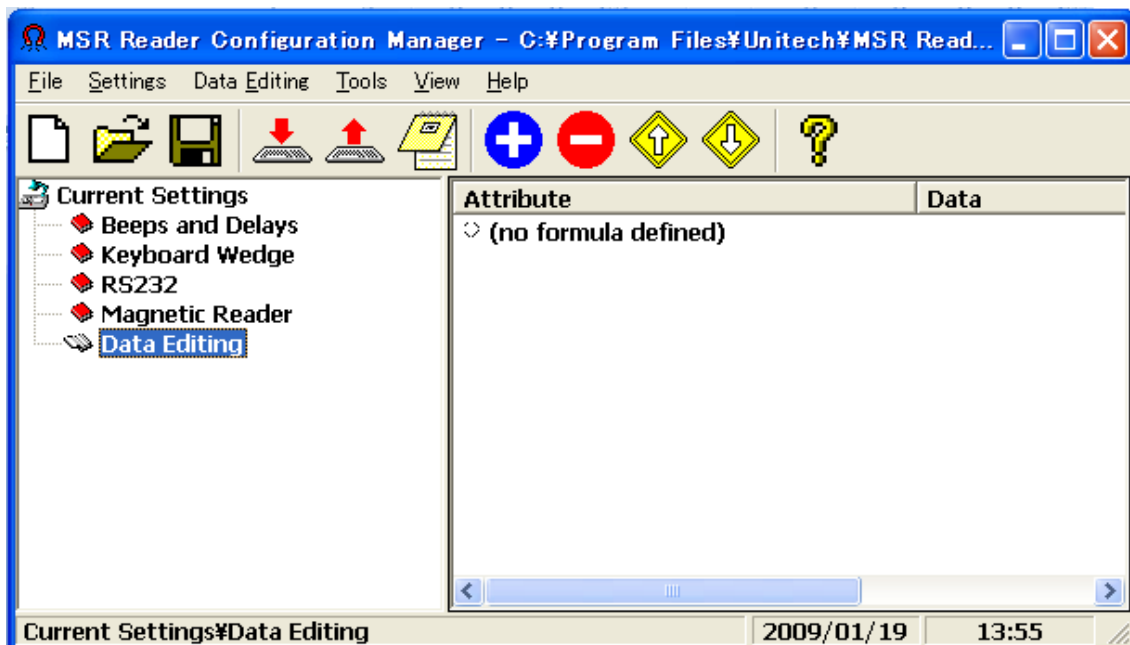 MSR Reader Configuration Manager - C:¥Program Files¥Unitech¥MSR Read...
File Settings Data Editing Tools View Help
Current Settings
Beeps and Delays
Keyboard Wedge
RS232
Magnetic Reader
Data Editing
Attribute Data
(no formula defined)
Current Settings¥Data Editing 2009/01/19 13:55